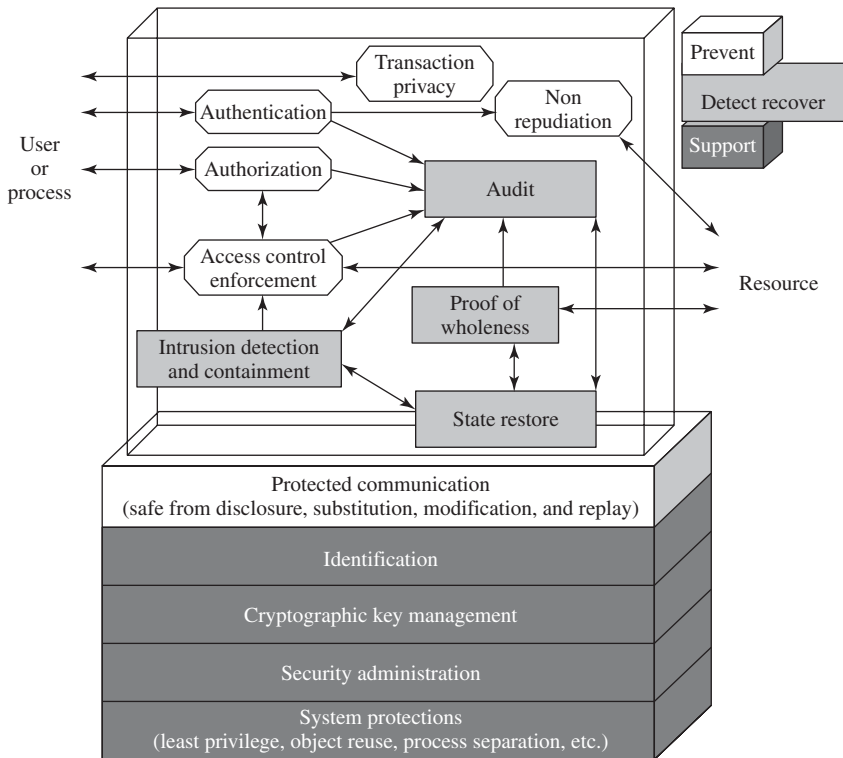 Prevent
Detect recover
Support
Transaction
privacy
Authentication
Non
repudiation
User
or
process
Authorization
Audit
Access control
enforcement
Resource
Proof of
wholeness
Intrusion detection
and containment
State restore
Protected communication
(safe from disclosure, substitution, modification, and replay)
Identification
Cryptographic key management
Security administration
System protections
(least privilege, object reuse, process separation, etc.)